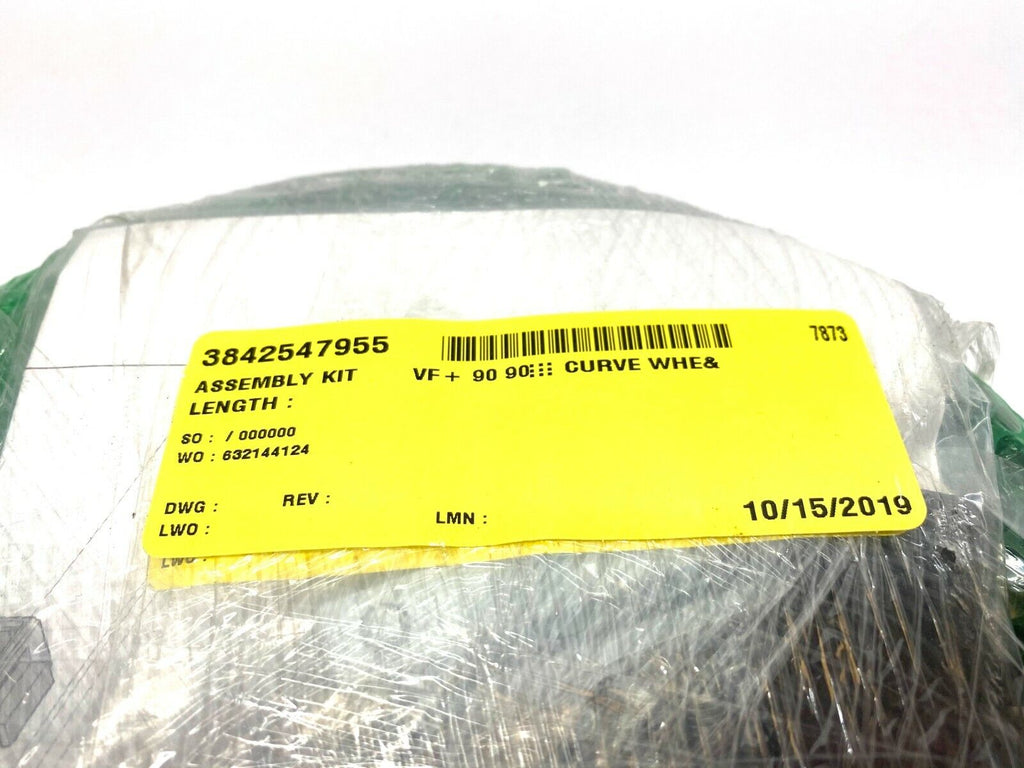 3842547955 7873
ASSEMBLY KIT VF + 90 90 CURVE WHE&
LENGTH :
SO : / 000000
WO : 632144124
DWG : REV :
LWO : LMN : 10/15/2019
LWO :